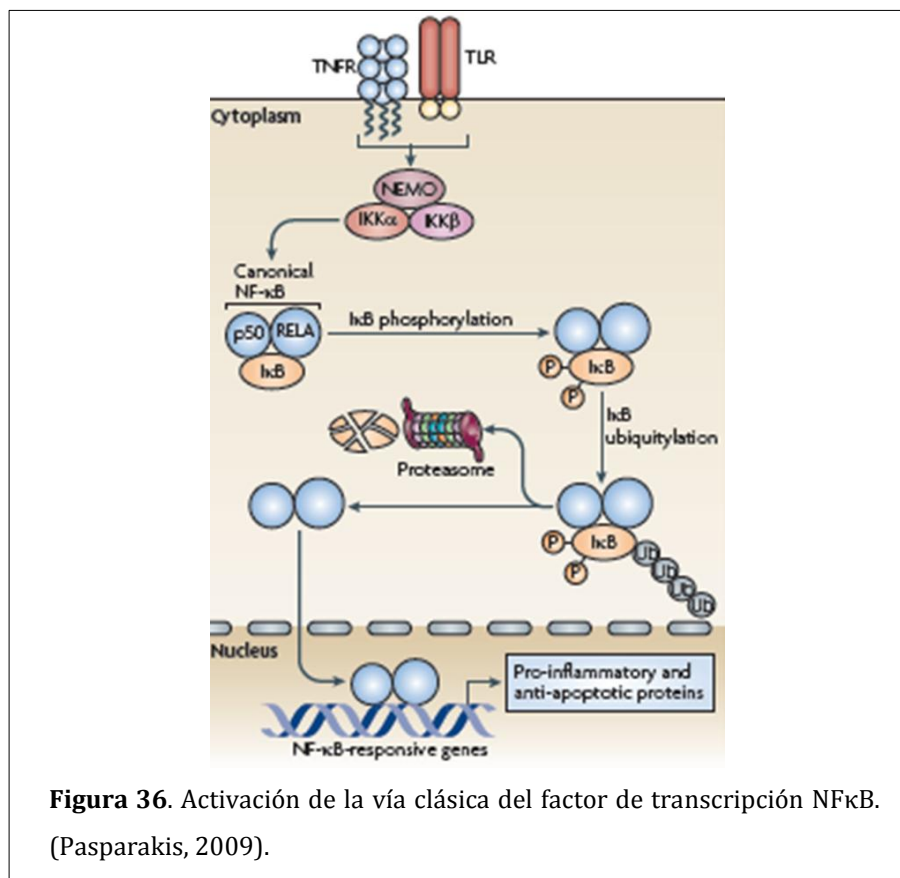 TNFR
TLR
Cytoplasm
NEMO
IKKα
IKKβ
Canonical
NF-κB
p50
RELA
IκB
IκB phosphorylation
P
IκB
P
IκB
ubiquitylation
Proteasome
P
IκB
P
Ub
Ub
Ub
Ub
Nucleus
Pro-inflammatory and
anti-apoptotic proteins
NF-κB-responsive genes
Figura 36. Activación de la vía clásica del factor de transcripción NFκB.
(Pasparakis, 2009).